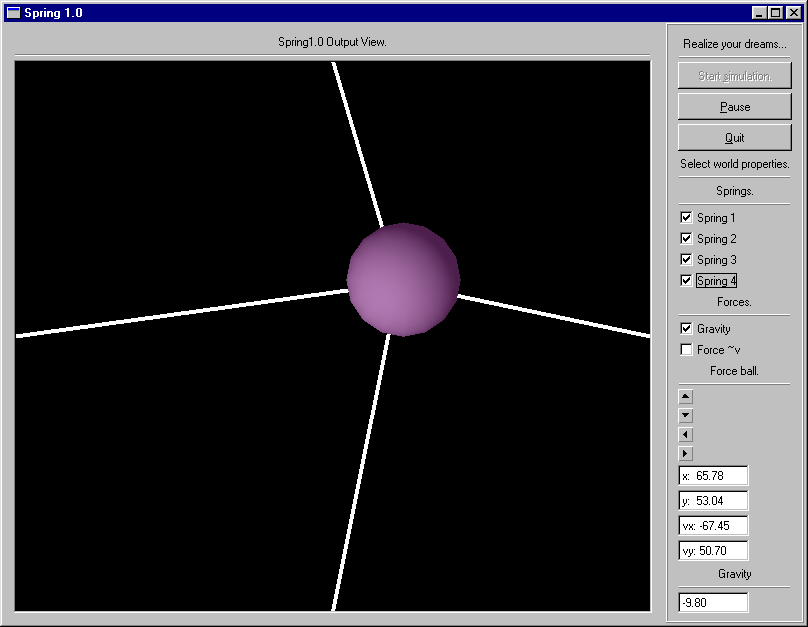 Spring 1.0
Spring1.0 Output View.
Realize your dreams...
Start simulation.
Pause
Quit
Select world properties.
Springs.
Spring 1
Spring 2
Spring 3
Spring 4
Forces.
Gravity
Force ~v
Force ball.
x: 65.78
y: 53.04
vx: -67.45
vy: 50.70
Gravity
-9.80